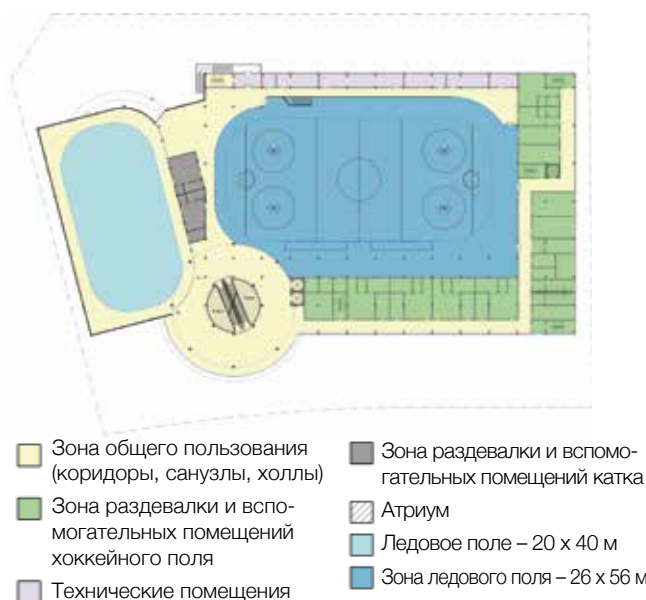 Зона общего пользования
(коридоры, санузлы, холлы)
Зона раздевалки и вспо-
могательных помещений
хоккейного поля
Технические помещения
Зона раздевалки и вспомо-
гательных помещений катка
Атриум
Ледовое поле – 20 х 40 м
Зона ледового поля – 26 х 56 м